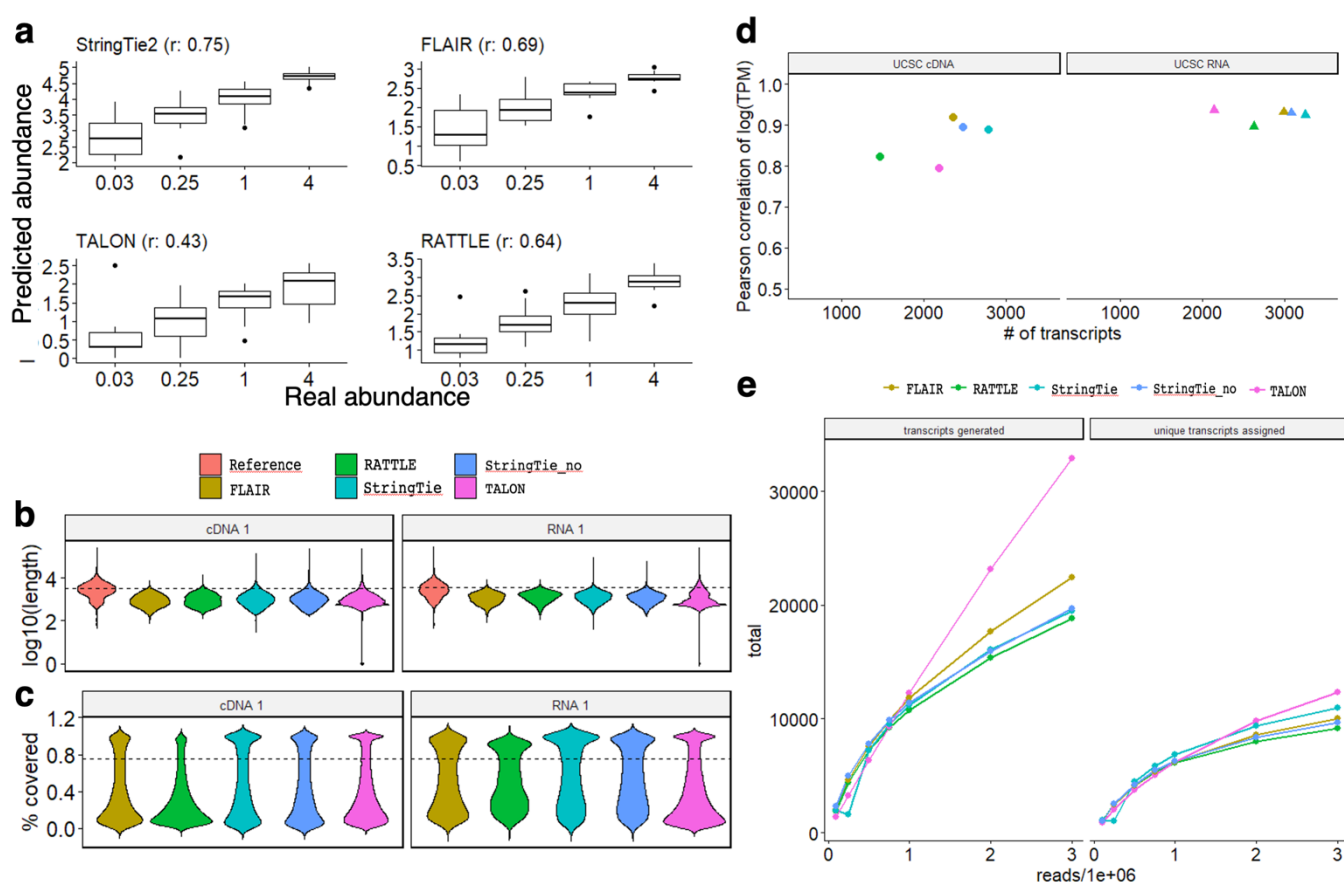 a
StringTie2 (r: 0.75)
FLAIR (r: 0.69)
5
4.5
4
3.5
3
2.5
2
0.03 0.25 1 4
3
2.5
2
1.5
1
0.5
0.03 0.25 1 4
TALON (r: 0.43)
RATTLE (r: 0.64)
2.5
2
1.5
1
0.5
0
0.03 0.25 1 4
3
2.5
2
1.5
1
0.03 0.25 1 4
Predicted abundance
Real abundance
Reference RATTLE StringTie_no
FLAIR StringTie TALON
b
cDNA 1 RNA 1
log10(length)
4
2
0
c
cDNA 1 RNA 1
% covered
1.2
0.8
0.4
0.0
d
UCSC cDNA UCSC RNA
Pearson correlation of log(TPM)
1.0
0.9
0.8
0.7
0.6
0.5
1000 2000 3000 1000 2000 3000
# of transcripts
e
FLAIR RATTLE StringTie StringTie_no TALON
transcripts generated unique transcripts assigned
total
30000
20000
10000
0
0 1 2 3 0 1 2 3
reads/1e+06